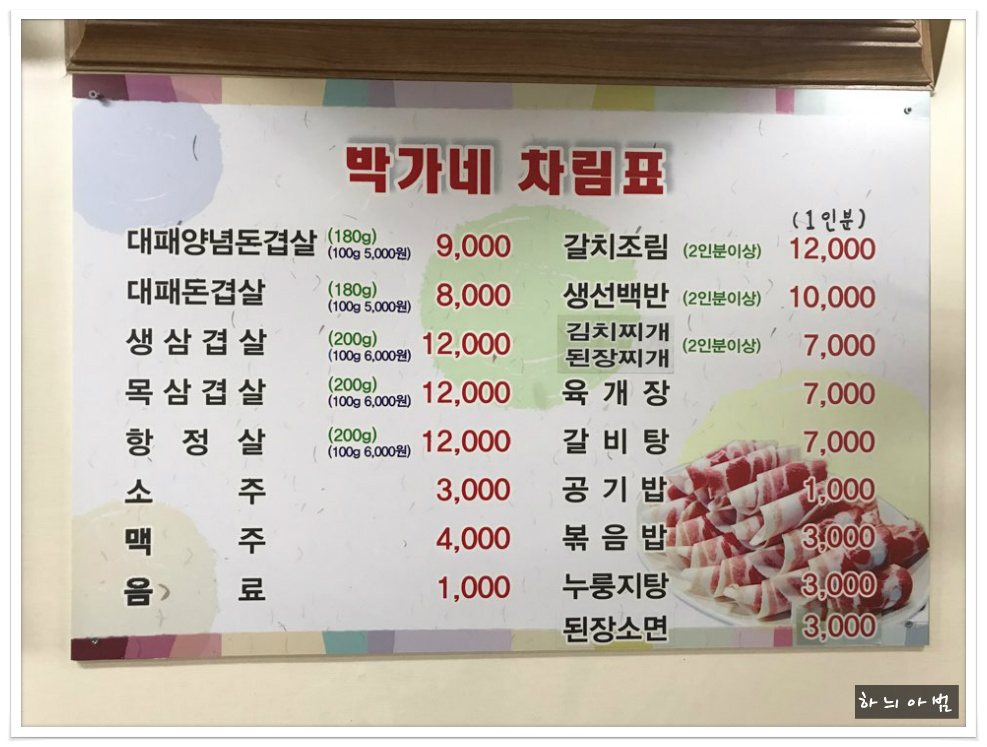 박가네 차림표
대패양념돈겹살 (180g) (100g 5,000원) 9,000
대패돈겹살 (180g) (100g 5,000원) 8,000
생삼겹살 (200g) (100g 6,000원) 12,000
목삼겹살 (200g) (100g 6,000원) 12,000
항정살 (200g) (100g 6,000원) 12,000
소주 3,000
맥주 4,000
음료 1,000
(1인분)
갈치조림 (2인분이상) 12,000
생선백반 (2인분이상) 10,000
김치찌개
된장찌개 (2인분이상) 7,000
육개장 7,000
갈비탕 7,000
공기밥 1,000
볶음밥 3,000
누룽지탕 3,000
된장소면 3,000
하늬아범